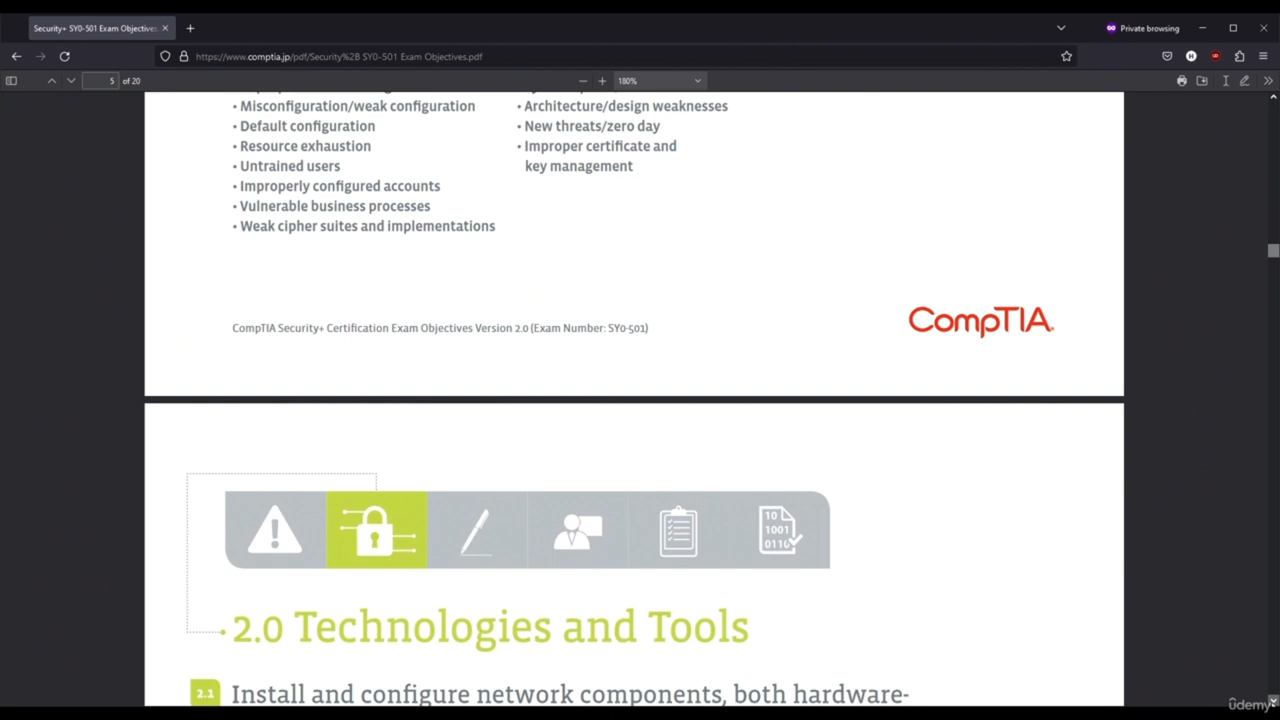 Security+ SY0-501 Exam Objectives
Private browsing
https://www.comptia.jp/pdf/Security%2B SY0-501 Exam Objectives.pdf
5 of 20
180%
• Misconfiguration/weak configuration
• Default configuration
• Resource exhaustion
• Untrained users
• Improperly configured accounts
• Vulnerable business processes
• Weak cipher suites and implementations
• Architecture/design weaknesses
• New threats/zero day
• Improper certificate and
key management
CompTIA Security+ Certification Exam Objectives Version 2.0 (Exam Number: SY0-501)
CompTIA.
10
1001
0110
2.0 Technologies and Tools
2.1 Install and configure network components, both hardware-
udemy